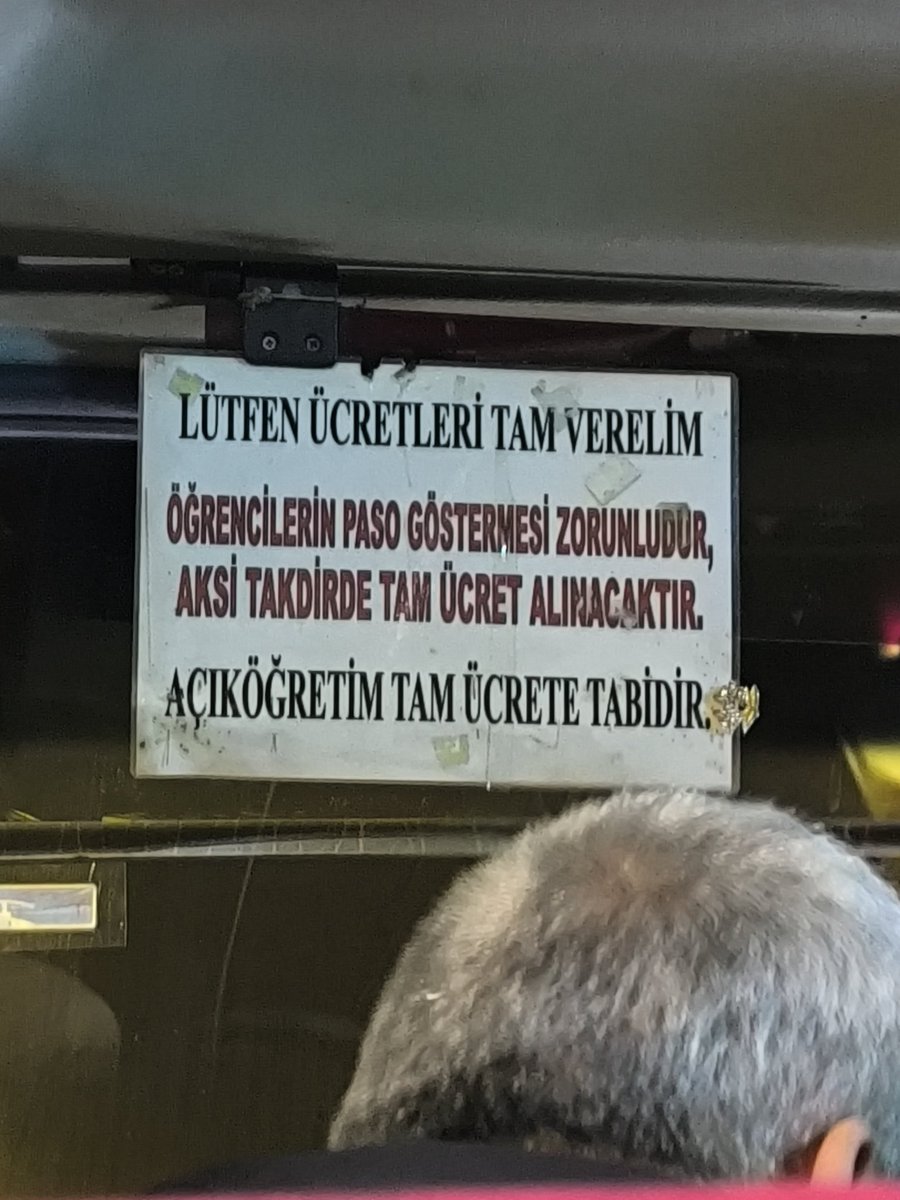 LÜTFEN ÜCRETLERİ TAM VERELİM
ÖĞRENCİLERİN PASO GÖSTERMESİ ZORUNLUDUR,
AKSİ TAKDİRDE TAM ÜCRET ALINACAKTIR.
AÇIKÖĞRETİM TAM ÜCRETE TABİDİR.